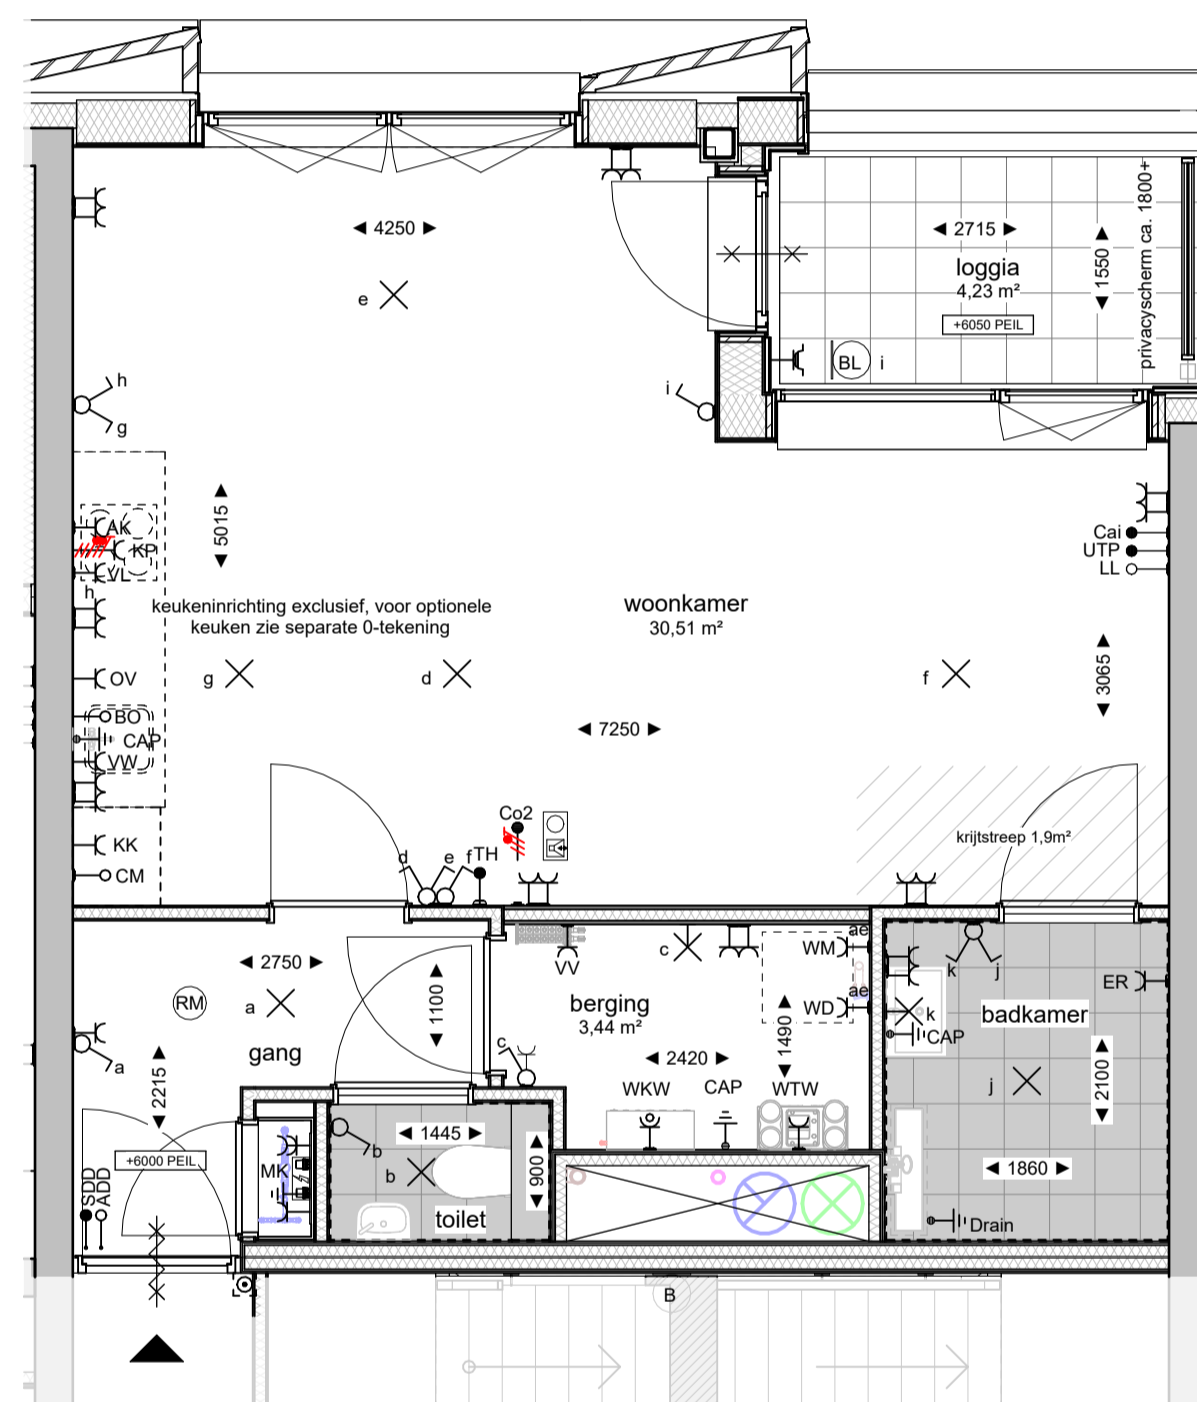 privacyscherm ca. 1800+
4250
2715
1550
loggia
4,23 m²
e
+6050 PEIL
BL
i
h
g
i
5015
AK
KP
VL
h
Cai
UTP
LL
keukeninrichting exclusief, voor optionele
keuken zie separate 0-tekening
woonkamer
30,51 m²
3065
OV
g
d
f
BO
CAP
VW
7250
KK
CM
Co2
krijtstreep 1,9m²
d
e
f
TH
2750
RM
a
1100
gang
a
2215
VV
c
berging
3,44 m²
ae
WM
ae
WD
1490
2420
c
WKW
CAP
WTW
k
j
ER
k
CAP
badkamer
j
2100
1860
Drain
+6000 PEIL
SDD
ADD
MK
1445
b
b
900
toilet
B